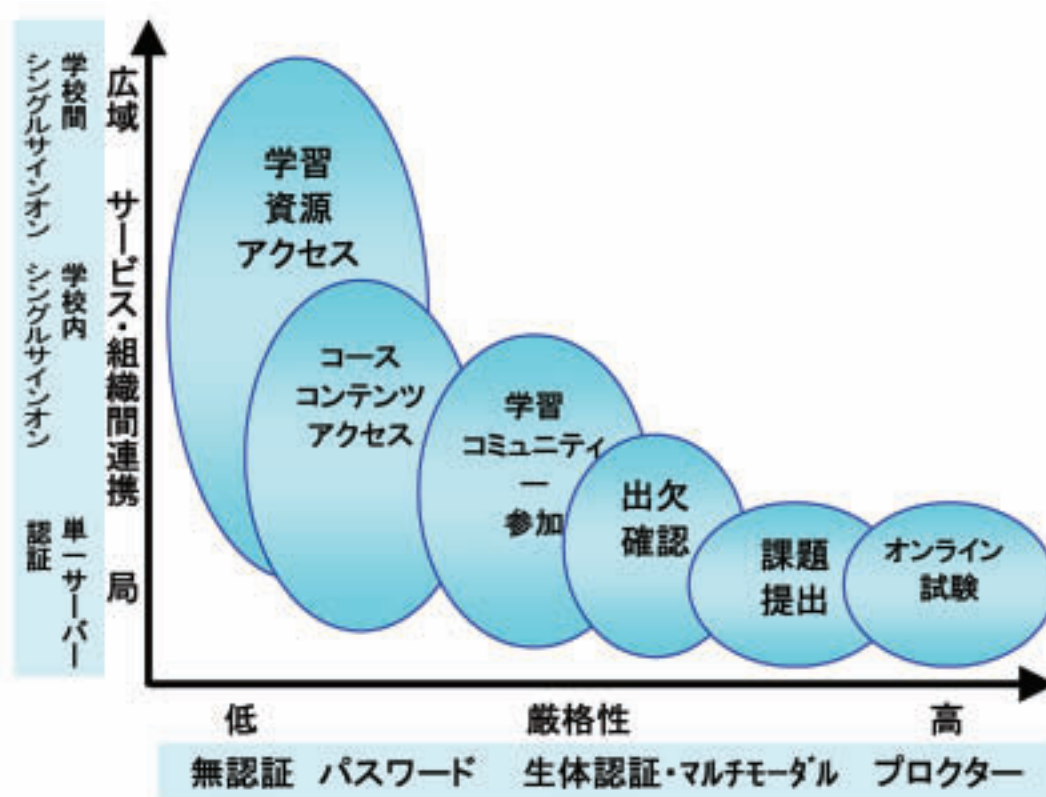 学校間
シングルサインオン
学校内
シングルサインオン
単一サーバー
認証
広域 サービス・組織間連携 局
学習
資源
アクセス
コース
コンテンツ
アクセス
学習
コミュニティ
ー
参加
出欠
確認
課題
提出
オンライン
試験
低 厳格性 高
無認証 パスワード 生体認証・マルチモーダル プロクター